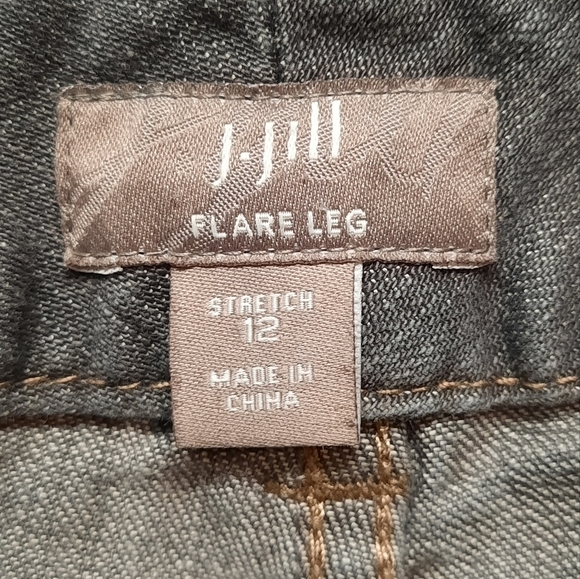 J.Jill
FLARE LEG
STRETCH
12
MADE IN
CHINA